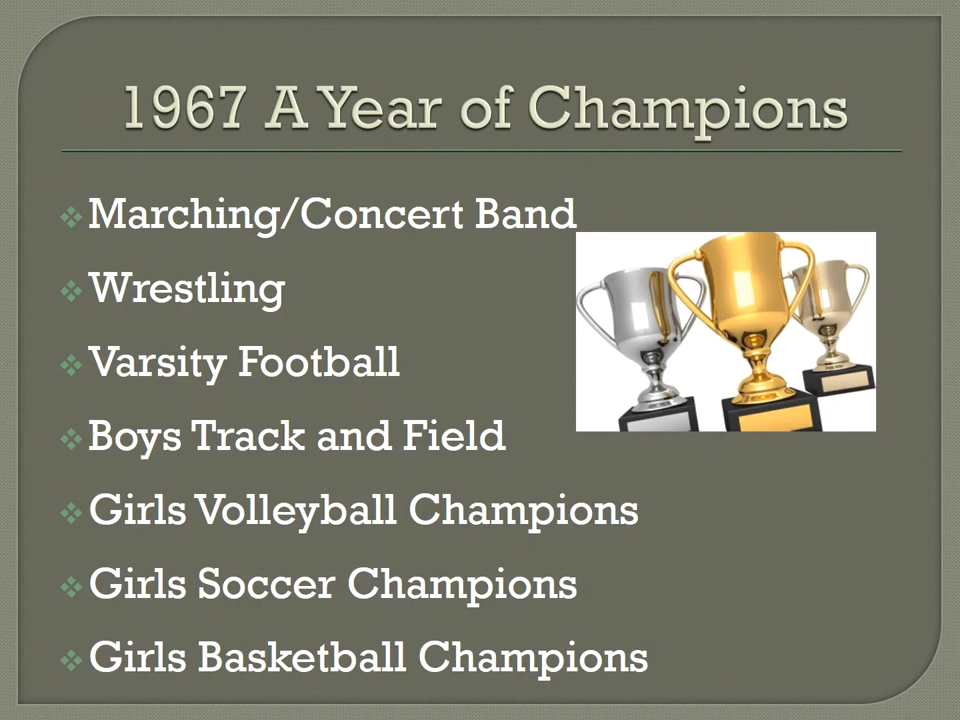 1967 A Year of Champions
Marching/Concert Band
Wrestling
Varsity Football
Boys Track and Field
Girls Volleyball Champions
Girls Soccer Champions
Girls Basketball Champions